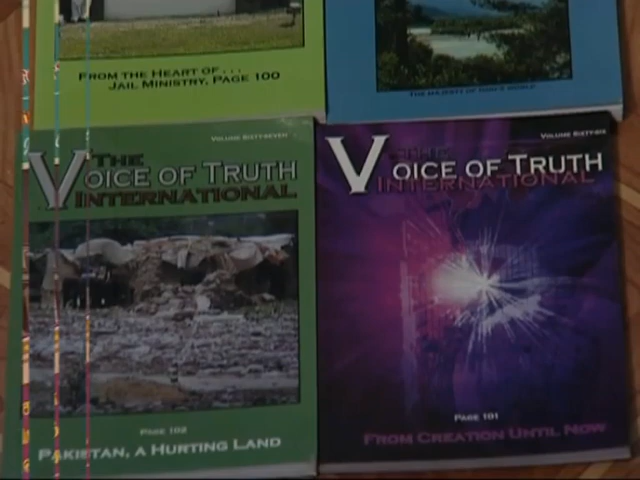 From the Heart of . . .
Jail Ministry, Page 100
The Majesty of God's World
Volume Sixty-Seven
The
Voice of Truth
International
Page 102
Pakistan, A Hurting Land
Volume Sixty-Six
The
Voice of Truth
International
Page 101
From Creation Until Now